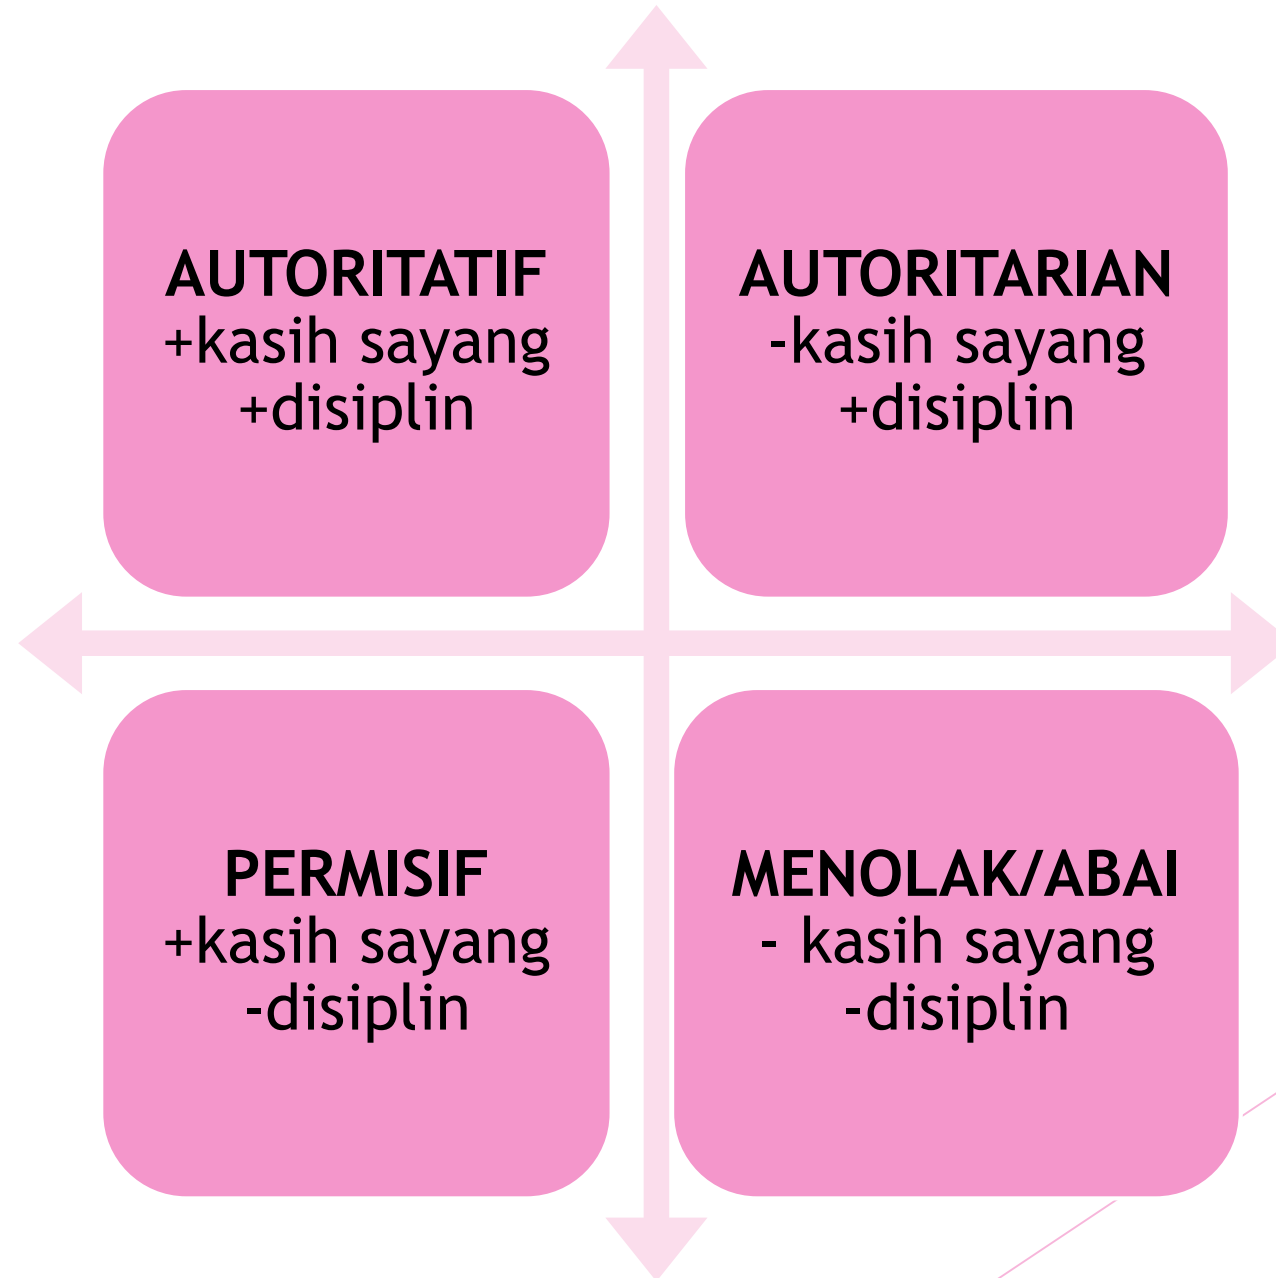 AUTORITATIF
+kasih sayang
+disiplin
AUTORITARIAN
-kasih sayang
+disiplin
PERMISIF
+kasih sayang
-disiplin
MENOLAK/ABAI
- kasih sayang
-disiplin